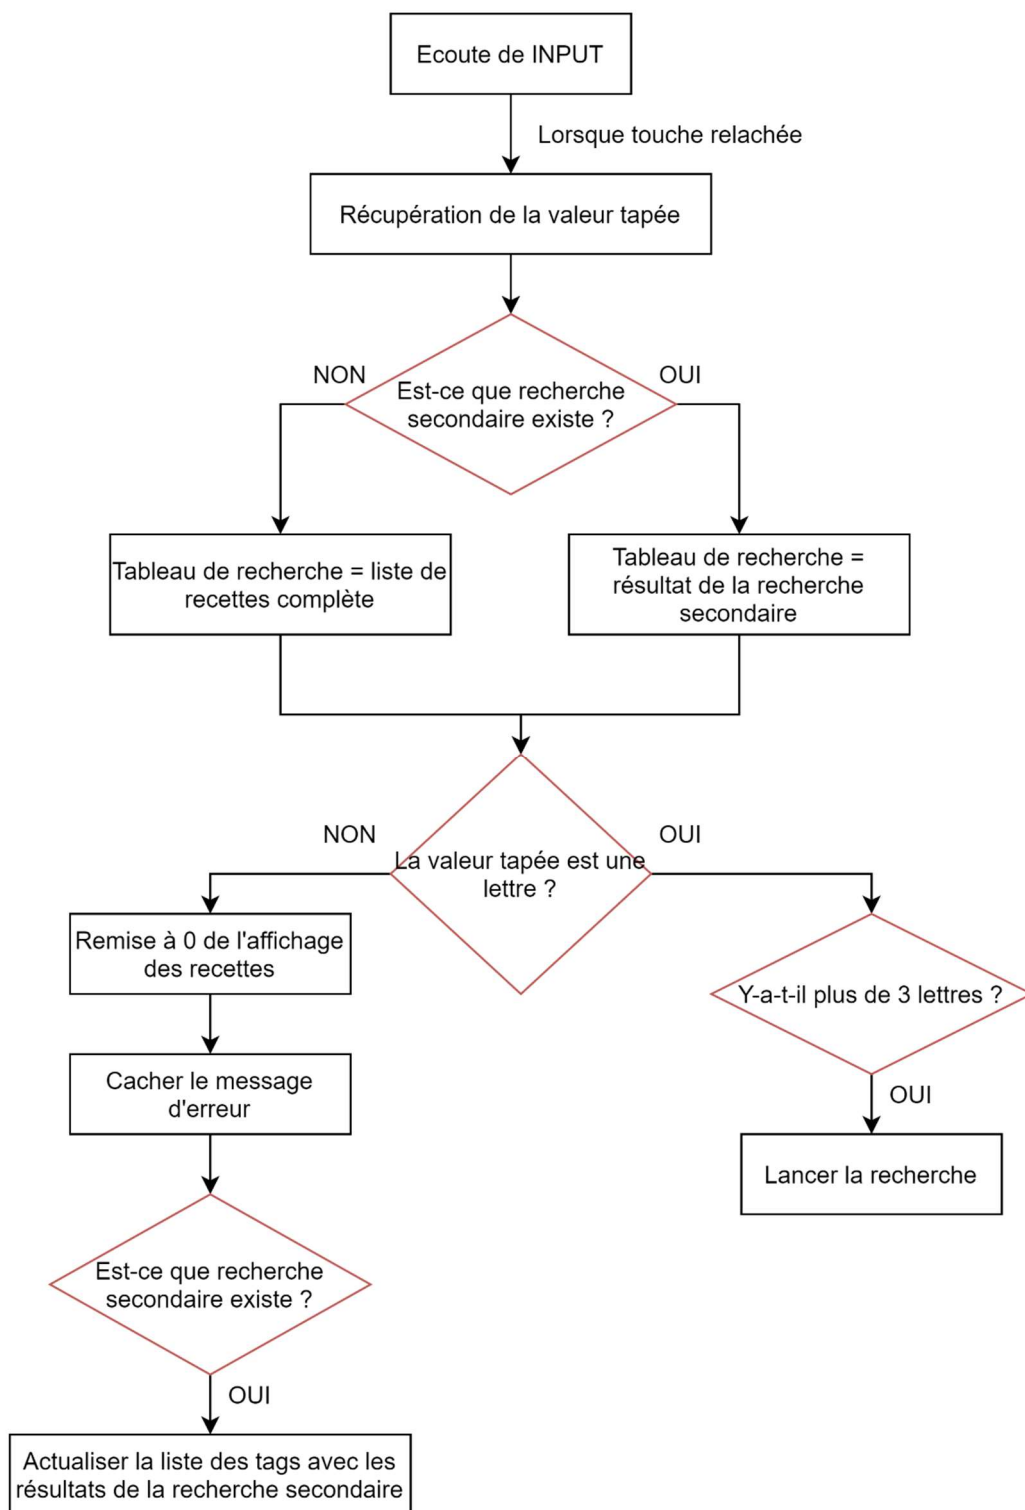 Ecoute de INPUT
Lorsque touche relachée
Récupération de la valeur tapée
NON
OUI
Est-ce que recherche
secondaire existe ?
Tableau de recherche = liste de
recettes complète
Tableau de recherche =
résultat de la recherche
secondaire
NON
OUI
La valeur tapée est une
lettre ?
Remise à 0 de l'affichage
des recettes
Y-a-t-il plus de 3 lettres ?
Cacher le message
d'erreur
OUI
Lancer la recherche
Est-ce que recherche
secondaire existe ?
OUI
Actualiser la liste des tags avec les
résultats de la recherche secondaire